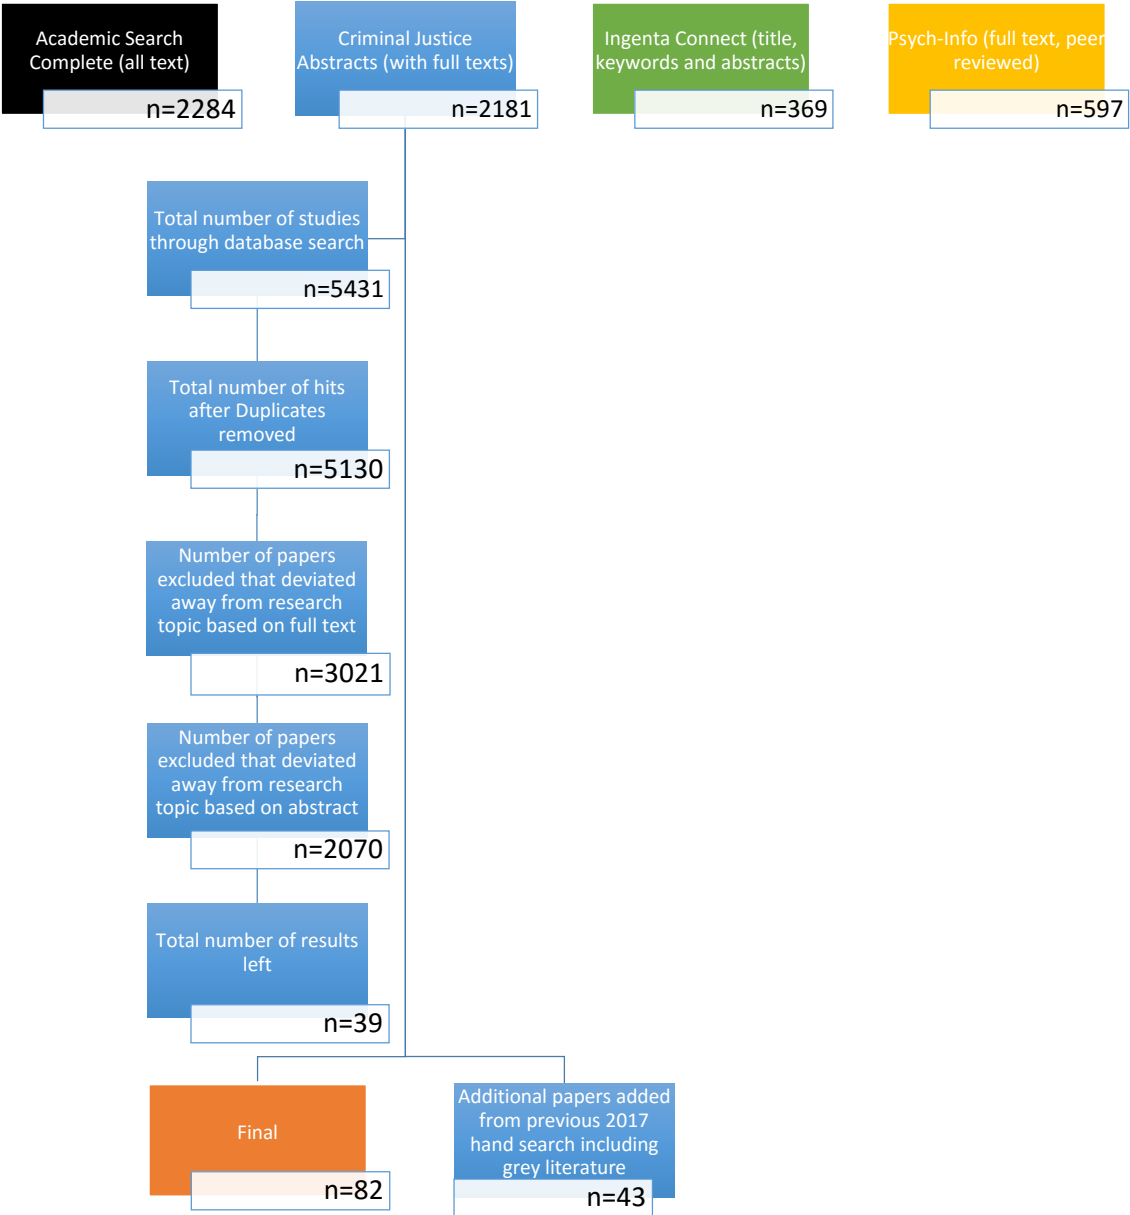 Academic Search
Complete (all text)
n=2284
Criminal Justice
Abstracts (with full texts)
n=2181
Ingenta Connect (title,
keywords and abstracts)
n=369
Psych-Info (full text, peer
reviewed)
n=597
Total number of studies
through database search
n=5431
Total number of hits
after Duplicates
removed
n=5130
Number of papers
excluded that deviated
away from research
topic based on full text
n=3021
Number of papers
excluded that deviated
away from research
topic based on abstract
n=2070
Total number of results
left
n=39
Final
n=82
Additional papers added
from previous 2017
hand search including
grey literature
n=43